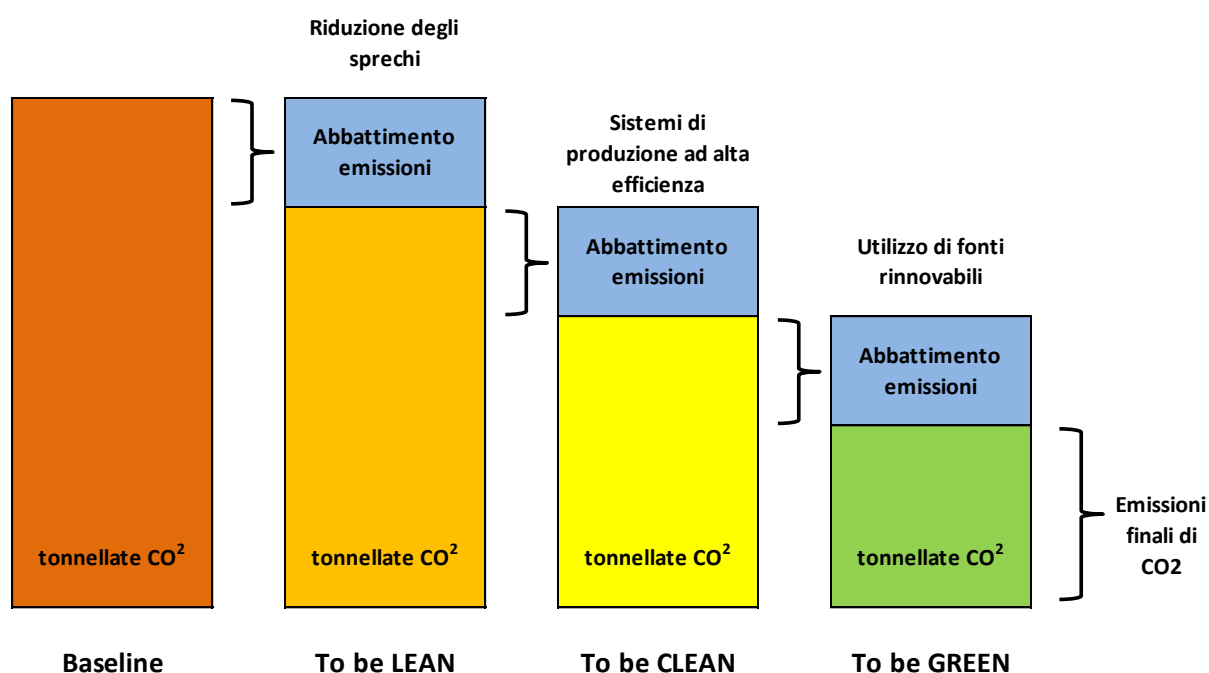 Riduzione degli
sprechi
Abbattimento
emissioni
Sistemi di
produzione ad alta
efficienza
Abbattimento
emissioni
Utilizzo di fonti
rinnovabili
Abbattimento
emissioni
tonnellate CO²
tonnellate CO²
tonnellate CO²
tonnellate CO²
Emissioni
finali di
CO2
Baseline
To be LEAN
To be CLEAN
To be GREEN